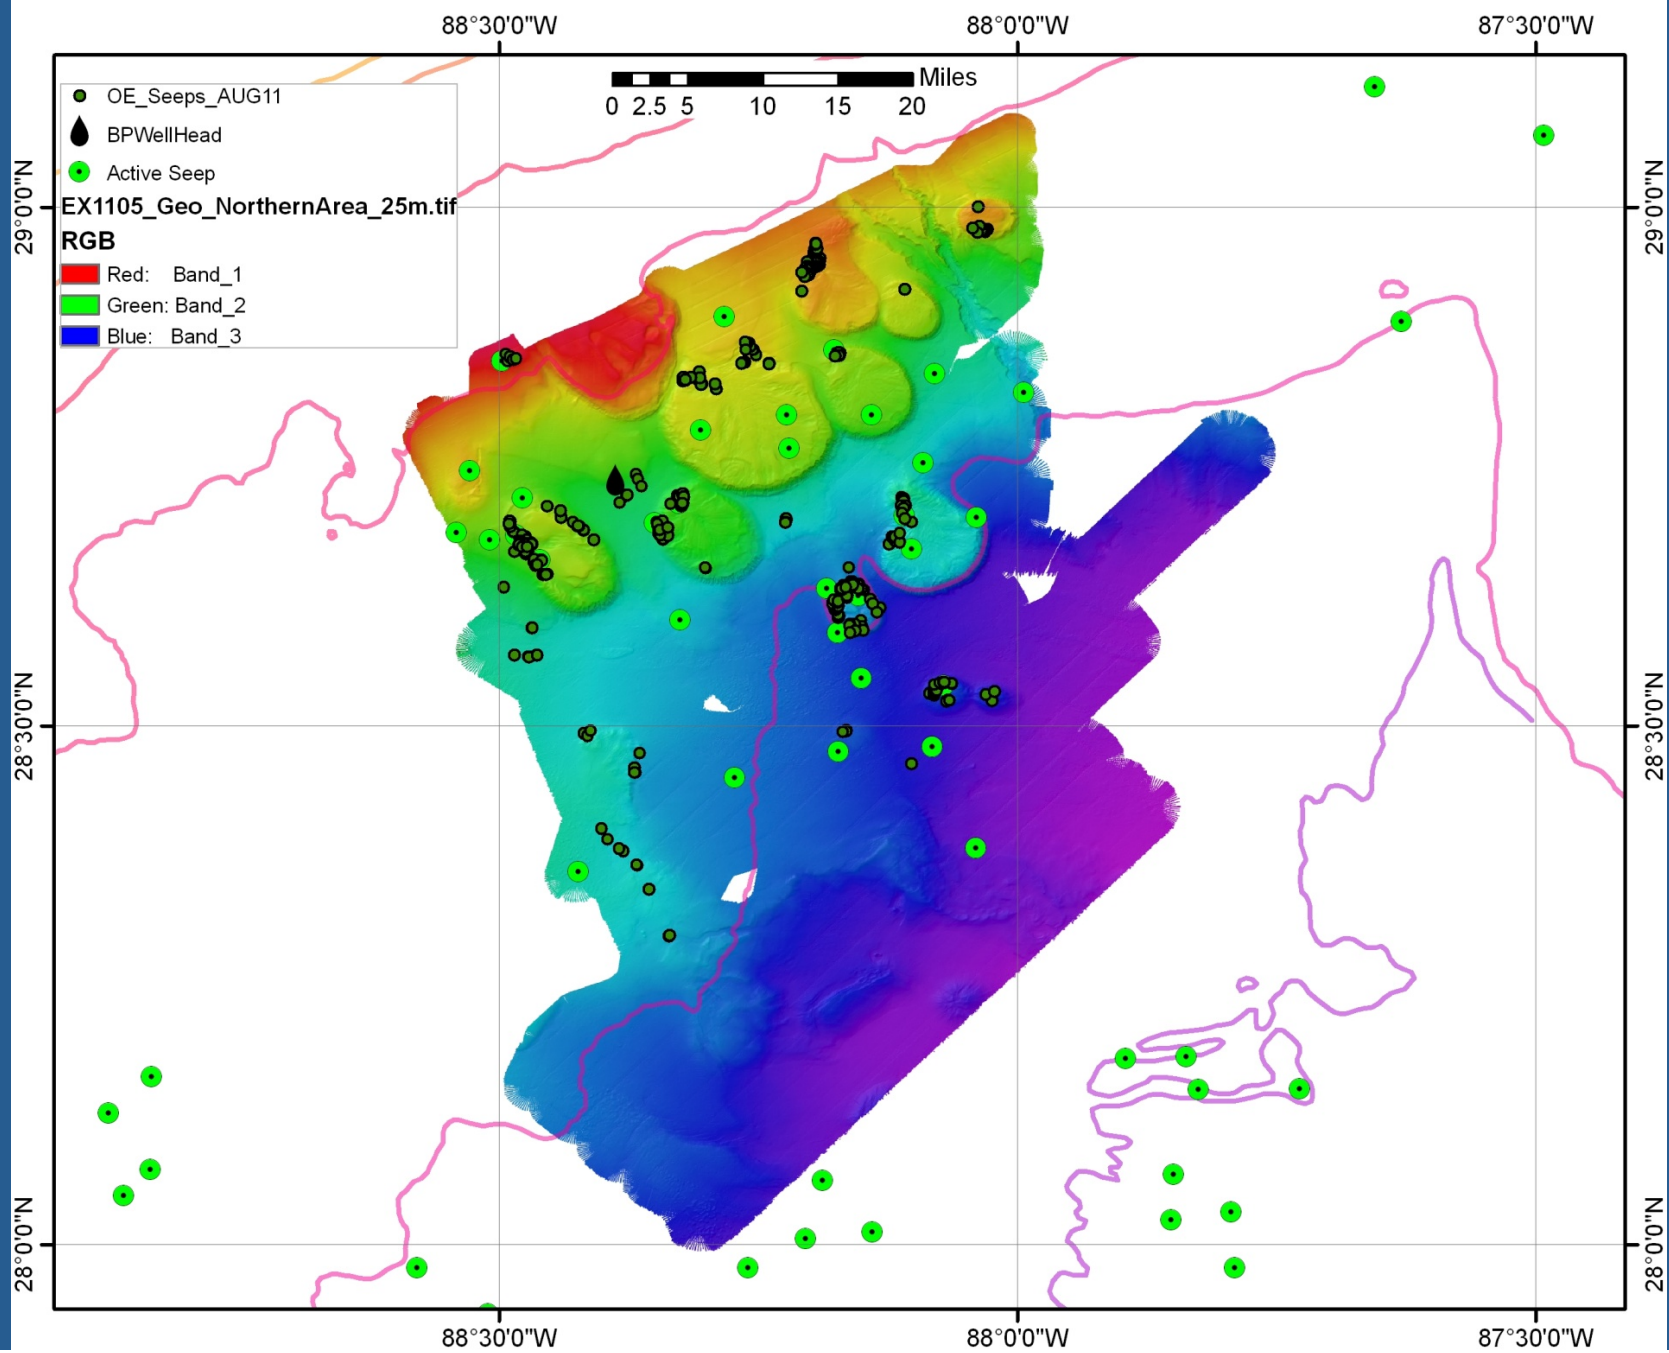 88°30'0"W 88°0'0"W 87°30'0"W
OE_Seeps_AUG11
BPWellHead
Active Seep
EX1105_Geo_NorthernArea_25m.tif
RGB
Red: Band_1
Green: Band_2
Blue: Band_3
Miles
0 2.5 5 10 15 20
29°0'0"N 29°0'0"N
28°30'0"N 28°30'0"N
28°0'0"N 28°0'0"N
88°30'0"W 88°0'0"W 87°30'0"W